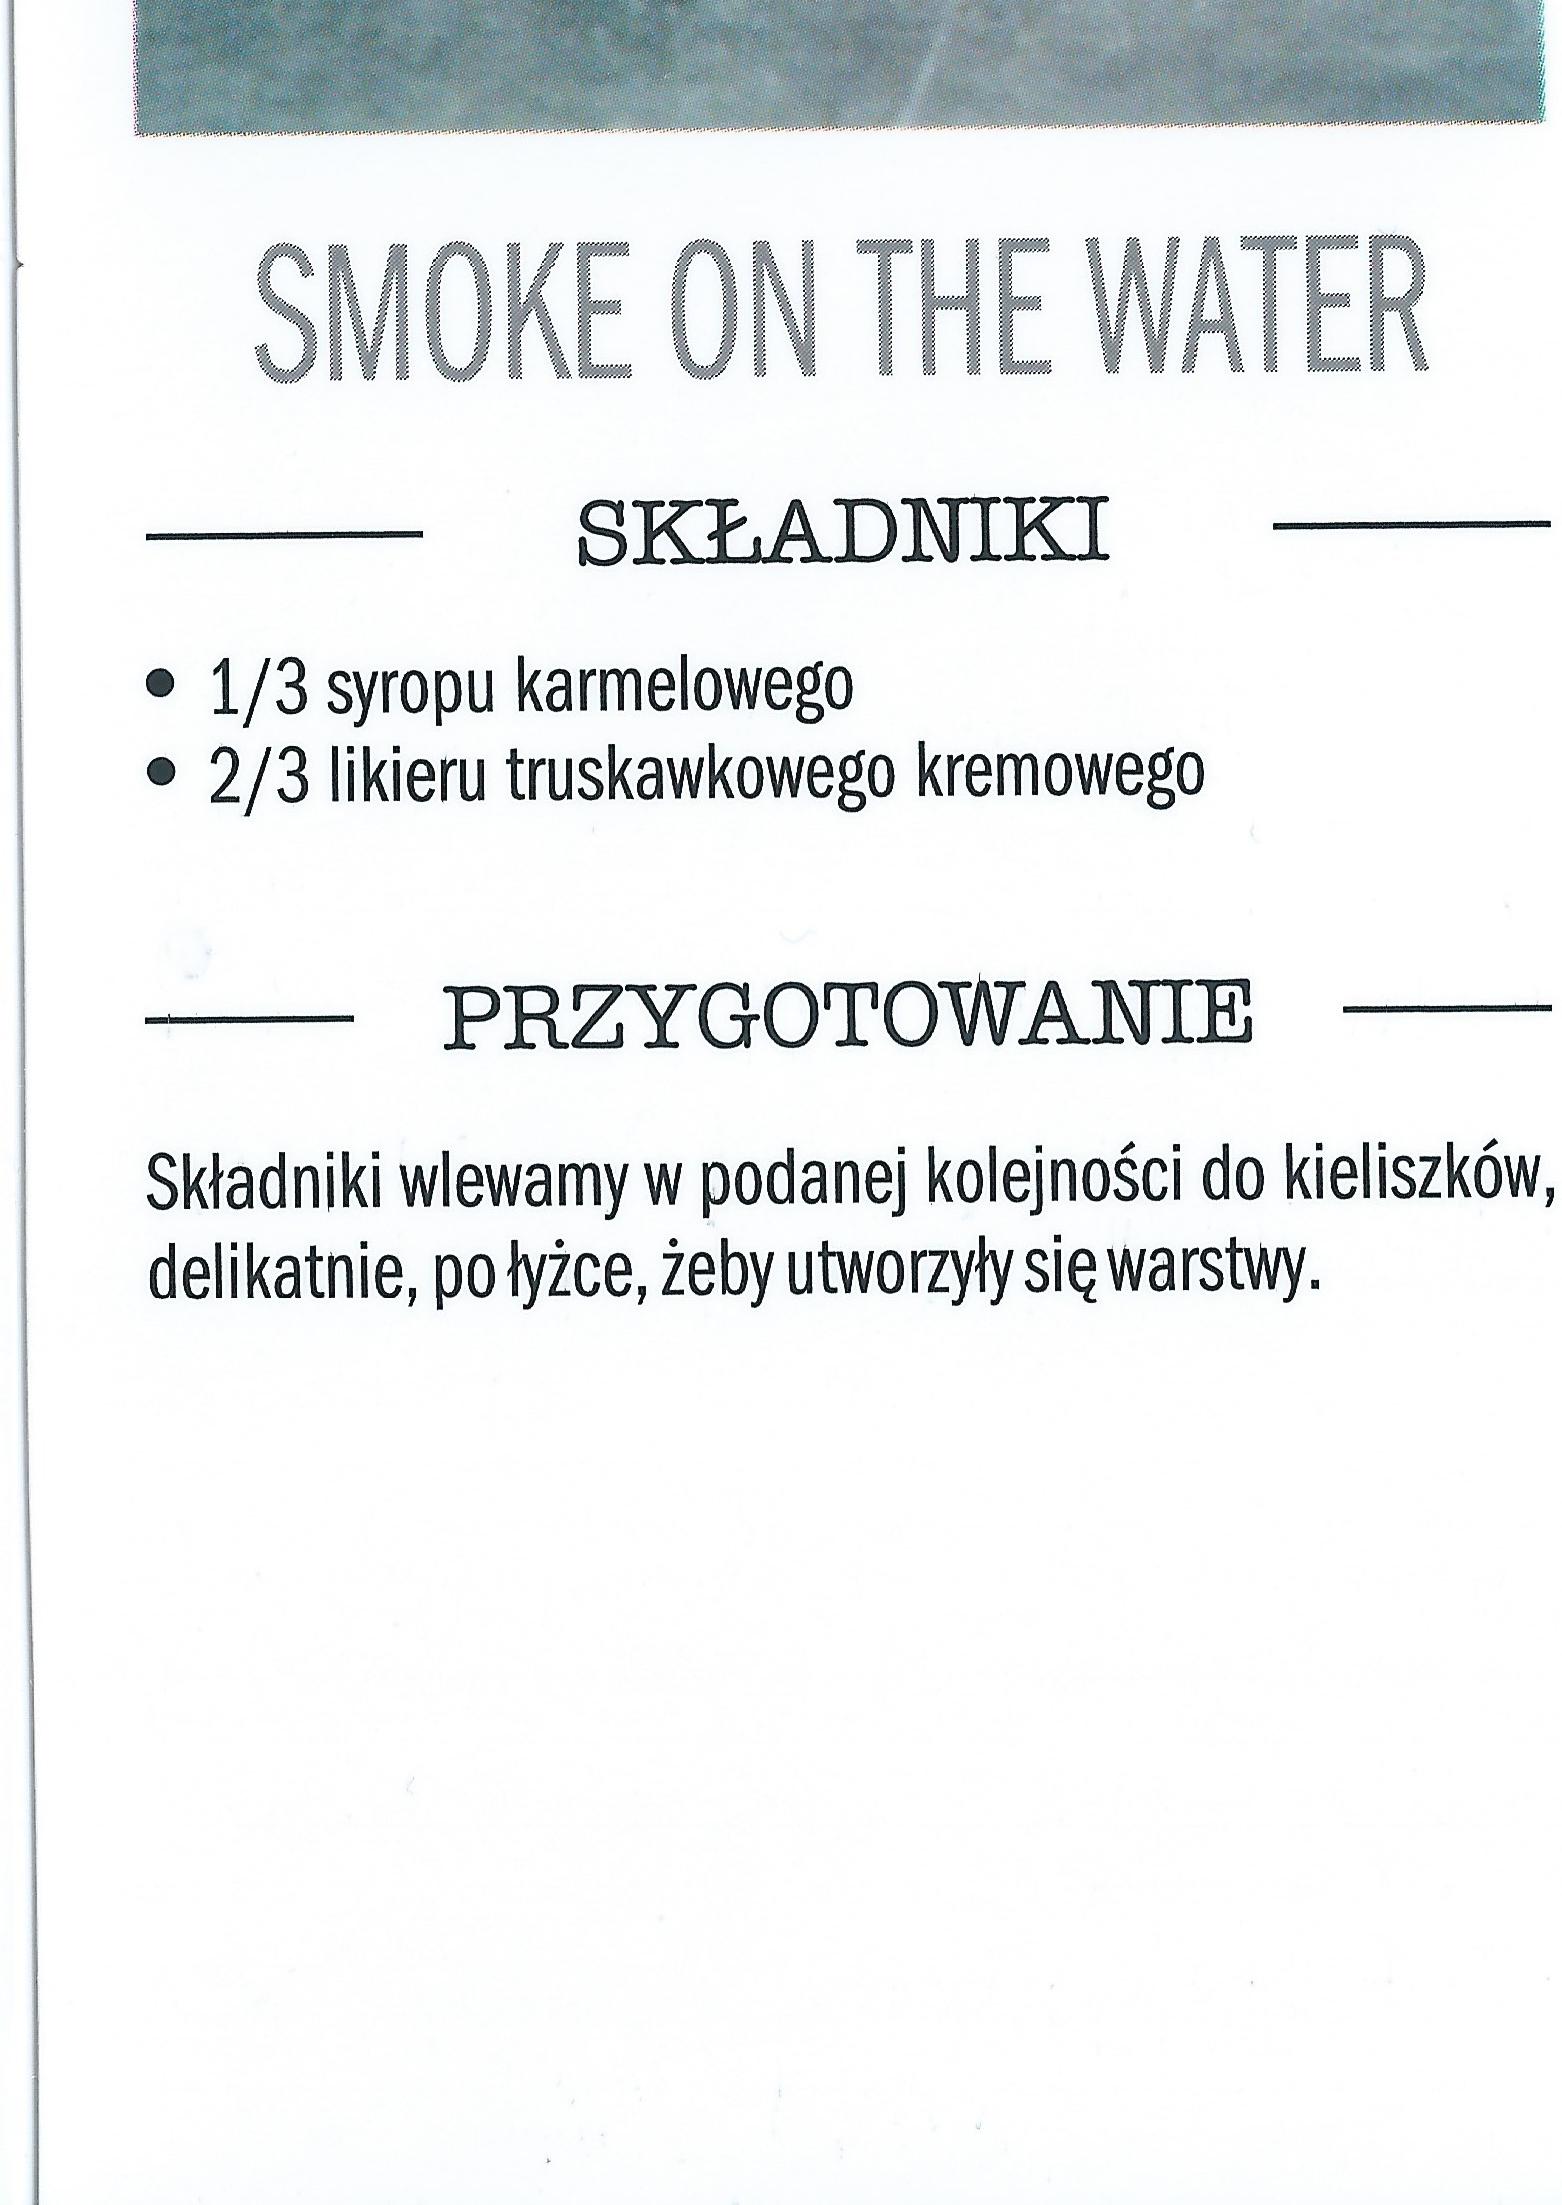 SMOKE ON THE WATER
SKŁADNIKI
• 1/3 syropu karmelowego
• 2/3 likieru truskawkowego kremowego
PRZYGOTOWANIE
Składniki wlewamy w podanej kolejności do kieliszków,
delikatnie, po łyżce, żeby utworzyły się warstwy.